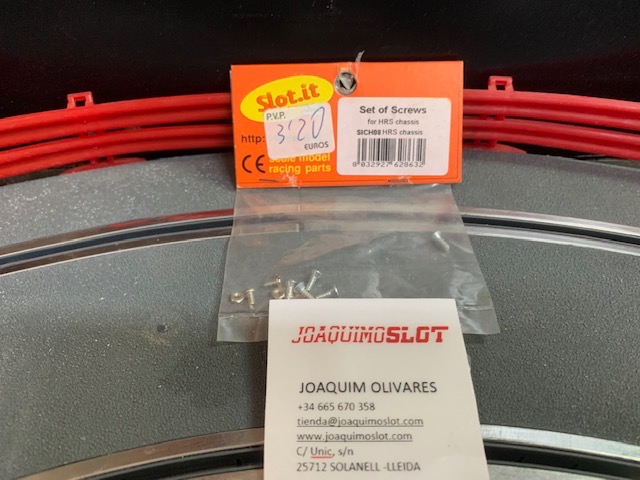 Slot.it
P.V.P.
3'20
EUROS
http:
CE scale model
racing parts
Set of Screws
for HRS chassis
SICH08 HRS chassis
8 032927 628632
JOAQUIMOSLOT
JOAQUIM OLIVARES
+34 665 670 358
tienda@joaquimoslot.com
www.joaquimoslot.com
C/ Unic, s/n
25712 SOLANELL -LLEIDA